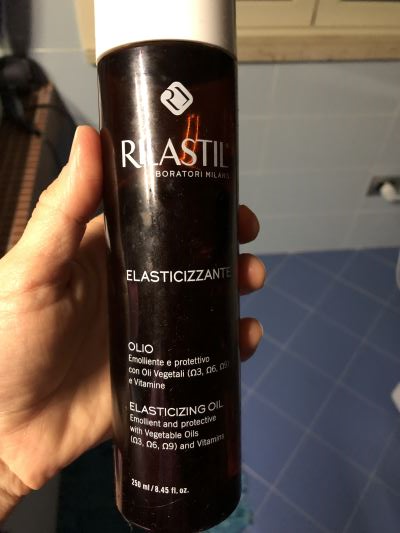 RILASTIL
LABORATORI MILANO
ELASTICIZZANTE
OLIO
Emolliente e protettivo
con Oli Vegetali (Ω3, Ω6, Ω9)
e Vitamine
ELASTICIZING OIL
Emollient and protective
with Vegetable Oils
(Ω3, Ω6, Ω9) and Vitamins
250 ml / 8.45 fl. oz.